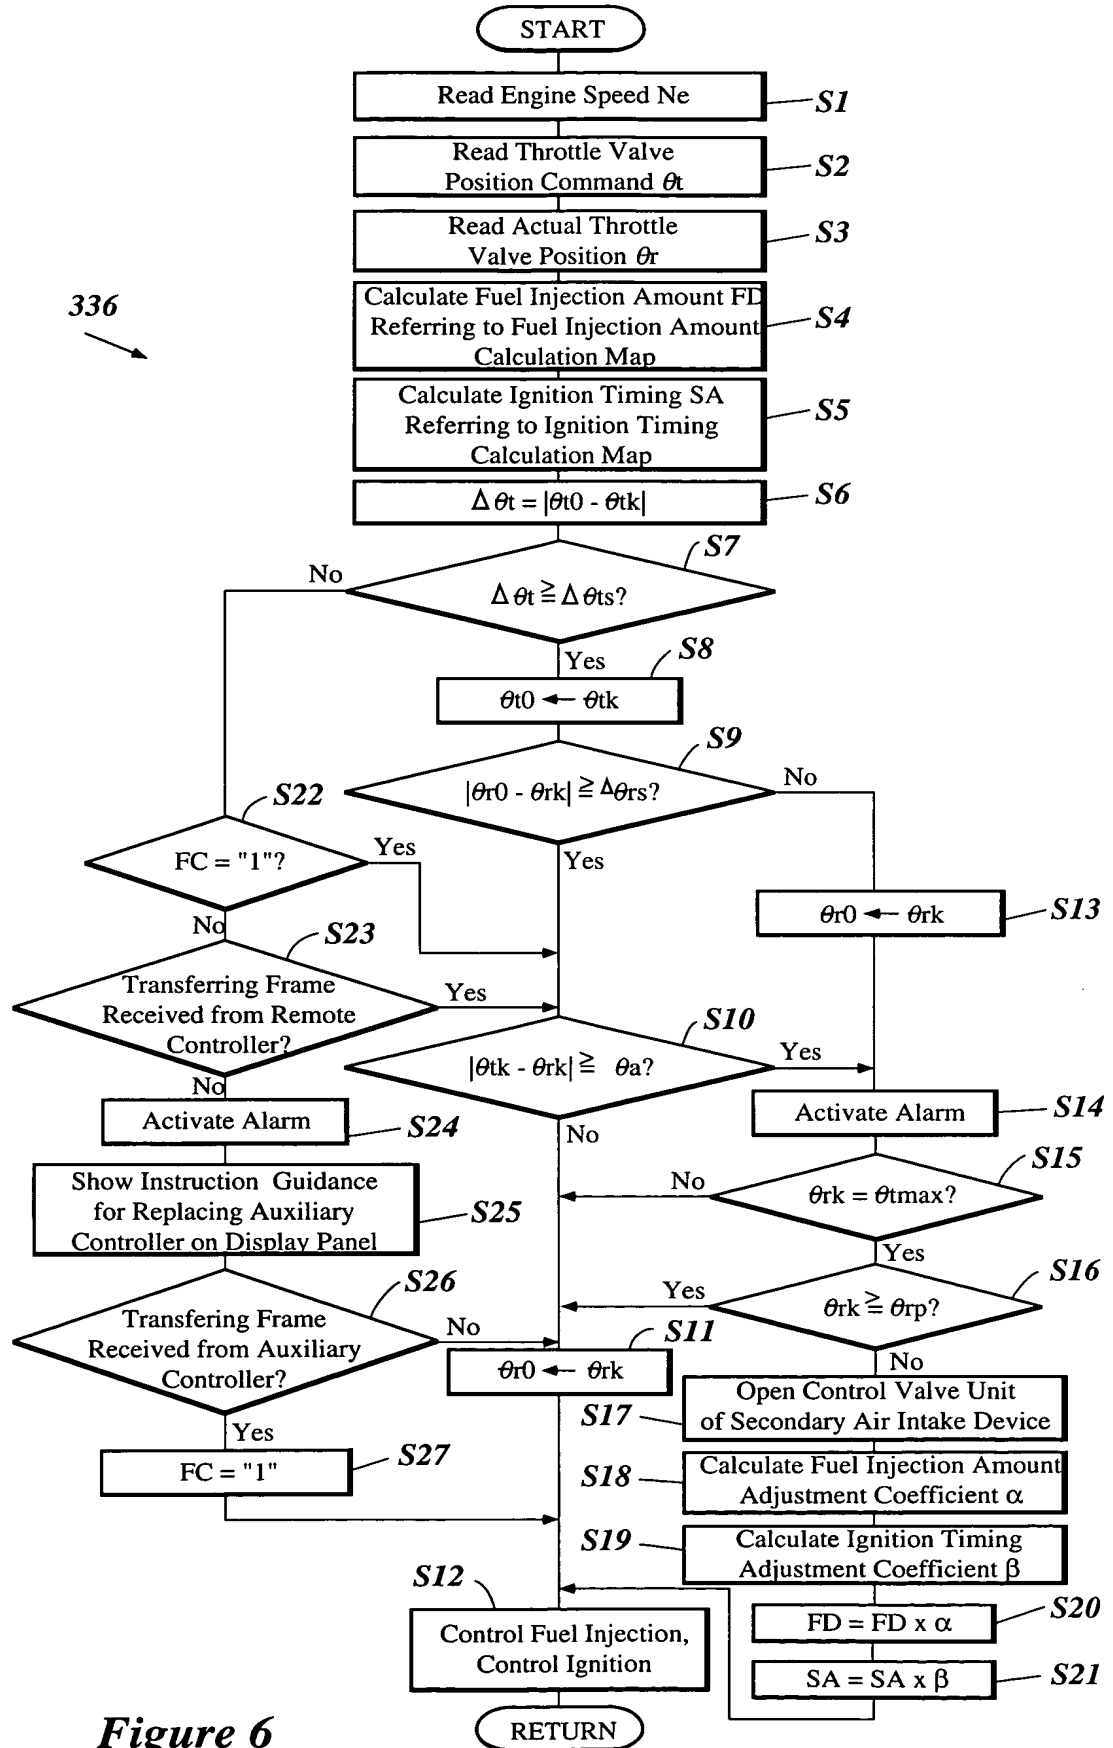 START
Read Engine Speed Ne
S1
Read Throttle Valve
Position Command θt
S2
Read Actual Throttle
Valve Position θr
S3
336
Calculate Fuel Injection Amount FD
Referring to Fuel Injection Amount
Calculation Map
S4
Calculate Ignition Timing SA
Referring to Ignition Timing
Calculation Map
S5
Δ θt = |θt0 - θtk|
S6
S7
Δ θt ≧ Δ θts?
No
Yes
S8
θt0 ← θtk
S9
|θr0 - θrk| ≧ Δθrs?
No
Yes
S22
FC = "1"?
Yes
No
θr0 ← θrk
S13
S23
Transferring Frame
Received from Remote
Controller?
Yes
No
S10
|θtk - θrk| ≧ θa?
Yes
No
Activate Alarm
S24
Activate Alarm
S14
Show Instruction Guidance
for Replacing Auxiliary
Controller on Display Panel
S25
S15
θrk = θtmax?
No
Yes
S26
Transfering Frame
Received from Auxiliary
Controller?
No
Yes
S16
θrk ≧ θrp?
Yes
No
S11
θr0 ← θrk
S17
Open Control Valve Unit
of Secondary Air Intake Device
FC = "1"
S27
S18
Calculate Fuel Injection Amount
Adjustment Coefficient α
S19
Calculate Ignition Timing
Adjustment Coefficient β
S12
Control Fuel Injection,
Control Ignition
FD = FD x α
S20
SA = SA x β
S21
RETURN
Figure 6